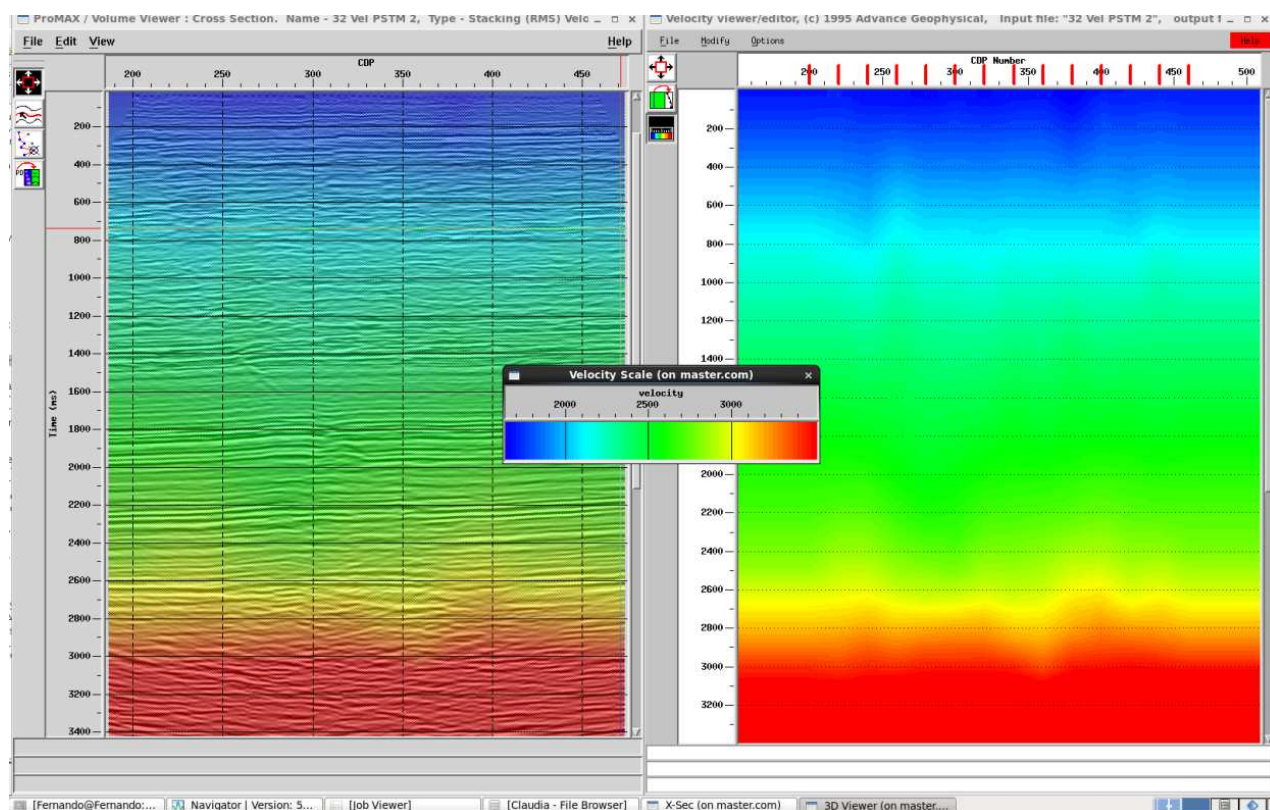 ProMAX / Volume Viewer : Cross Section. Name - 32 Vel PSTM 2, Type - Stacking (RMS) Velo
File Edit View Help
CDP
200 250 300 350 400 450
200
400
600
800
1000
1200
1400
1600
1800
2000
2200
2400
2600
2800
3000
3200
3400
Time (ms)
Velocity viewer/editor, (c) 1995 Advance Geophysical, Input file: "32 Vel PSTM 2", output f
File Modify Options Help
CDP Number
200 250 300 350 400 450 500
200
400
600
800
1000
1200
1400
2000
2200
2400
2600
2800
3000
3200
Velocity Scale (on master.com)
velocity
2000 2500 3000
[Fernando@Fernando:... Navigator | Version: 5... [Job Viewer] [Claudia - File Browser] X-Sec (on master.com) 3D Viewer (on master....